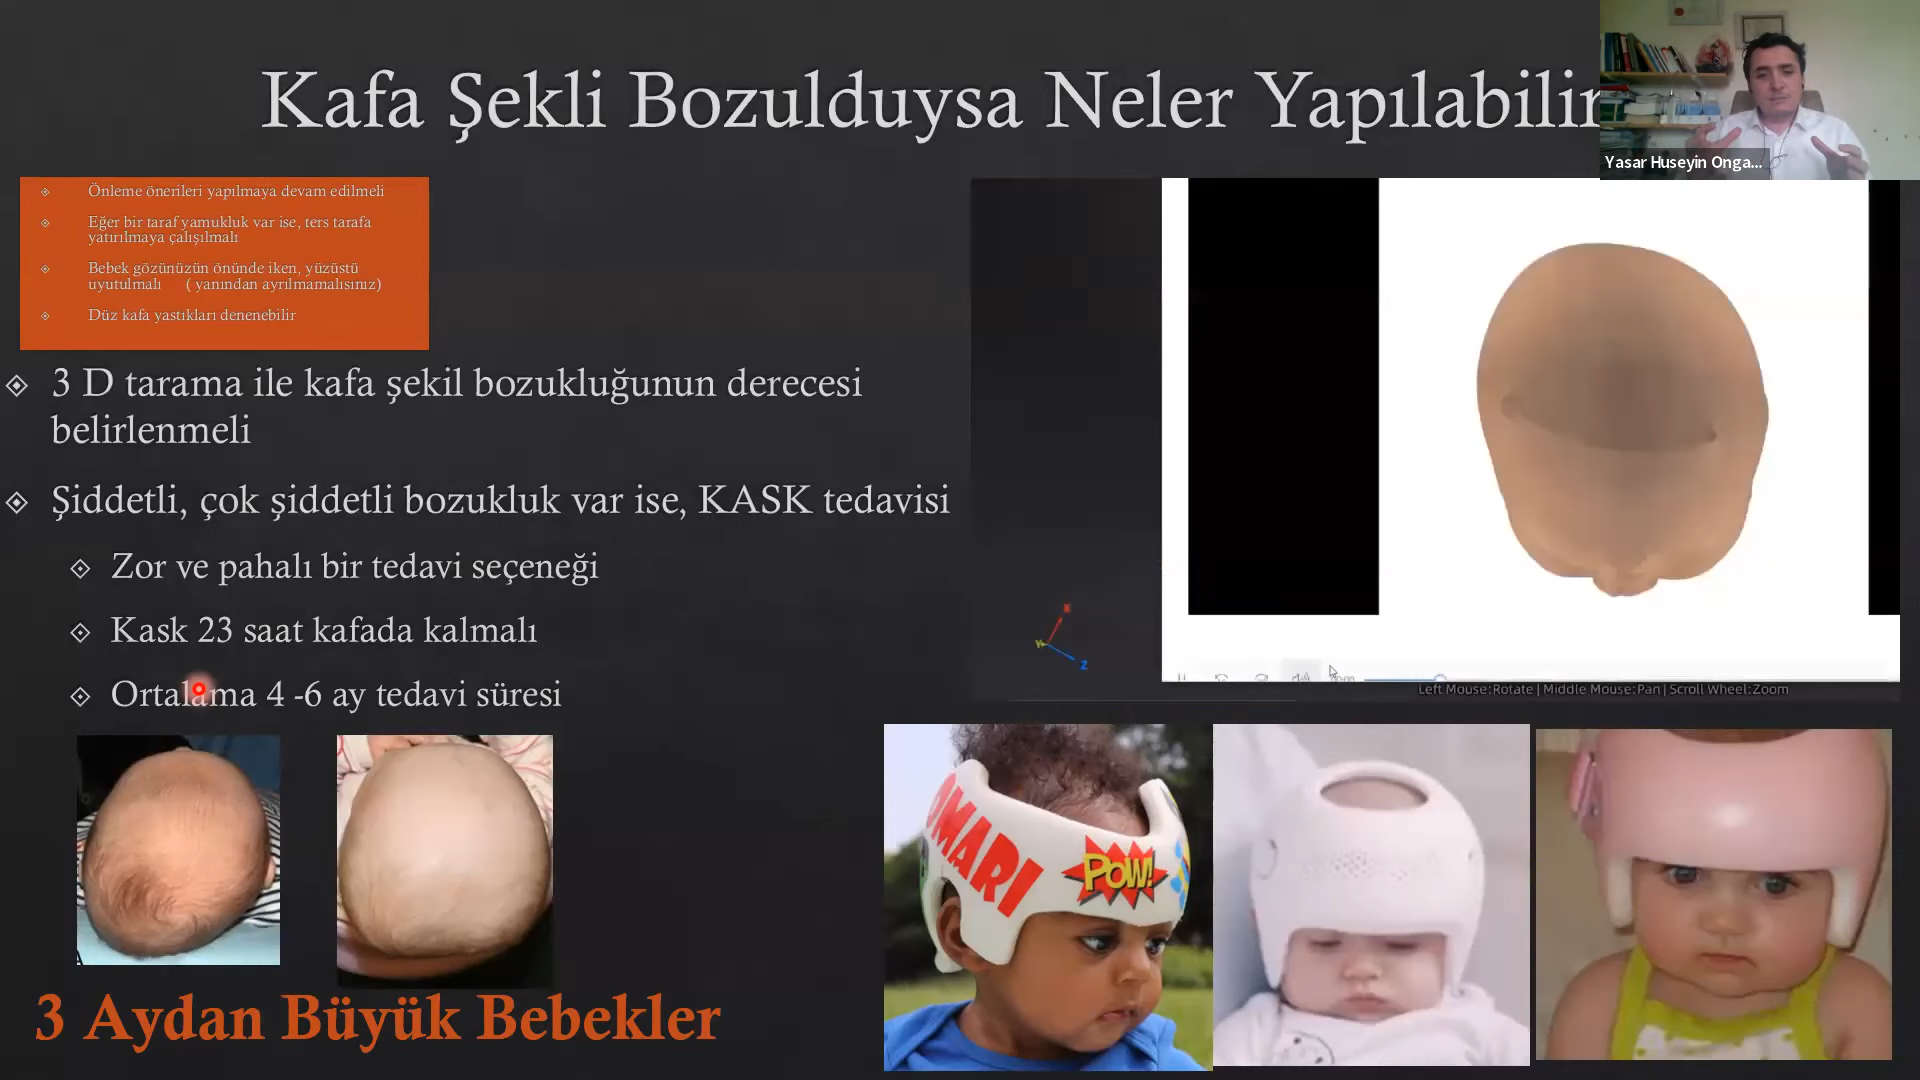 Kafa Şekli Bozulduysa Neler Yapılabilir
Yasar Huseyin Onga...
Önleme önerileri yapılmaya devam edilmeli
Eğer bir taraf yamukluk var ise, ters tarafa
yatırılmaya çalışılmalı
Bebek gözünüzün önünde iken, yüzüstü
uyutulmalı ( yanından ayrılmamalısınız)
Düz kafa yastıkları denenebilir
3 D tarama ile kafa şekil bozukluğunun derecesi
belirlenmeli
Şiddetli, çok şiddetli bozukluk var ise, KASK tedavisi
Zor ve pahalı bir tedavi seçeneği
Kask 23 saat kafada kalmalı
Ortalama 4 -6 ay tedavi süresi
X
Y
Z
Left Mouse:Rotate | Middle Mouse:Pan | Scroll Wheel:Zoom
OMARI
POW!
3 Aydan Büyük Bebekler